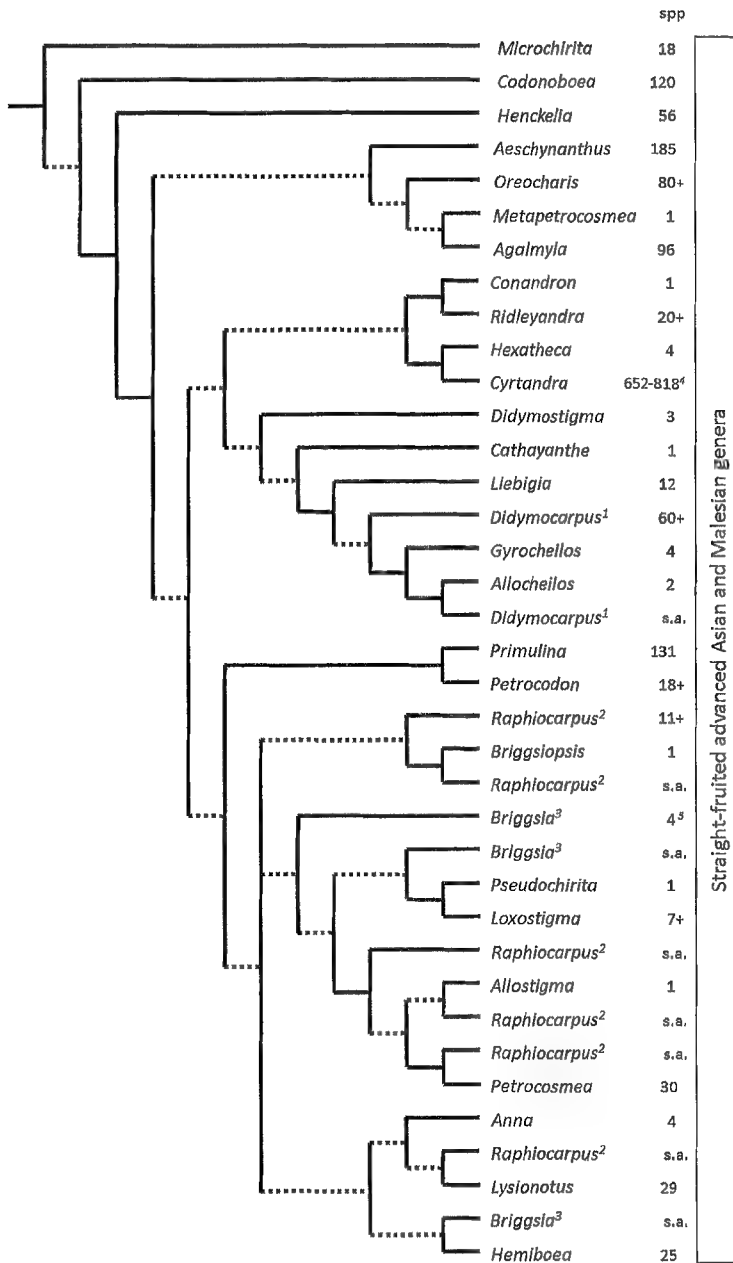 spp
Microchirita 18
Codonoboea 120
Henckelia 56
Aeschynanthus 185
Oreocharis 80+
Metapetrocosmea 1
Agalmyla 96
Conandron 1
Ridleyandra 20+
Hexatheca 4
Cyrtandra 652-818⁴
Didymostigma 3
Cathayanthe 1
Liebigia 12
Didymocarpus¹ 60+
Gyrocheilos 4
Allocheilos 2
Didymocarpus¹ s.a.
Primulina 131
Petrocodon 18+
Raphiocarpus² 11+
Briggsiopsis 1
Raphiocarpus² s.a.
Briggsia³ 4⁵
Briggsia³ s.a.
Pseudochirita 1
Loxostigma 7+
Raphiocarpus² s.a.
Allostigma 1
Raphiocarpus² s.a.
Raphiocarpus² s.a.
Petrocosmea 30
Anna 4
Raphiocarpus² s.a.
Lysionotus 29
Briggsia³ s.a.
Hemiboea 25
Straight-fruited advanced Asian and Malesian genera